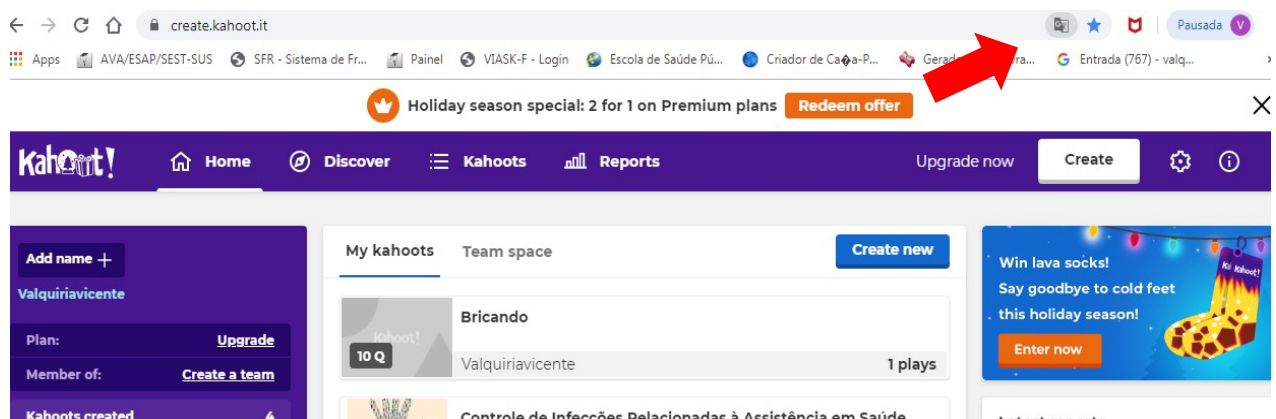 create.kahoot.it
Pausada V
Apps AVA/ESAP/SEST-SUS SFR - Sistema de Fr... Painel VIASK-F - Login Escola de Saúde Pú... Criador de Ca�a-P... Entrada (767) - valq...
Holiday season special: 2 for 1 on Premium plans Redeem offer
Kahoot! Home Discover Kahoots Reports Upgrade now Create
Add name +
Valquiriavicente
Plan: Upgrade
Member of: Create a team
Kahoots created 4
My kahoots Team space Create new
Bricando
Kahoot!
10 Q
Valquiriavicente 1 plays
Controle de Infecções Relacionadas à Assistência em Saúde
Win lava socks!
Say goodbye to cold feet
this holiday season!
Enter now
Kahoot!
Latest reports